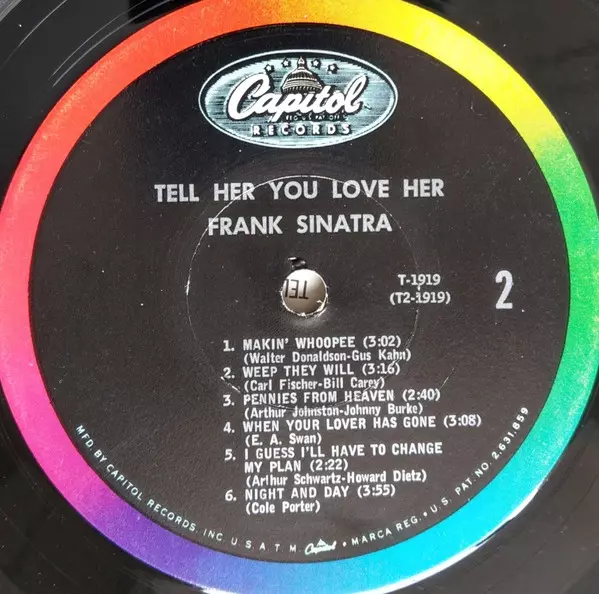 Capitol
REG. U.S. PAT. OFF.
RECORDS
TELL HER YOU LOVE HER
FRANK SINATRA
T-1919
(T2-1919)
2
1. MAKIN' WHOOPEE (3:02)
(Walter Donaldson-Gus Kahn)
2. WEEP THEY WILL (3:16)
(Carl Fischer-Bill Carey)
3. PENNIES FROM HEAVEN (2:40)
(Arthur Johnston-Johnny Burke)
4. WHEN YOUR LOVER HAS GONE (3:08)
(E. A. Swan)
5. I GUESS I'LL HAVE TO CHANGE
MY PLAN (2:22)
(Arthur Schwartz-Howard Dietz)
6. NIGHT AND DAY (3:55)
(Cole Porter)
MFD. BY CAPITOL RECORDS, INC. U.S.A. T.M. Capitol MARCA REG. U.S. PAT. NO. 2,631,859